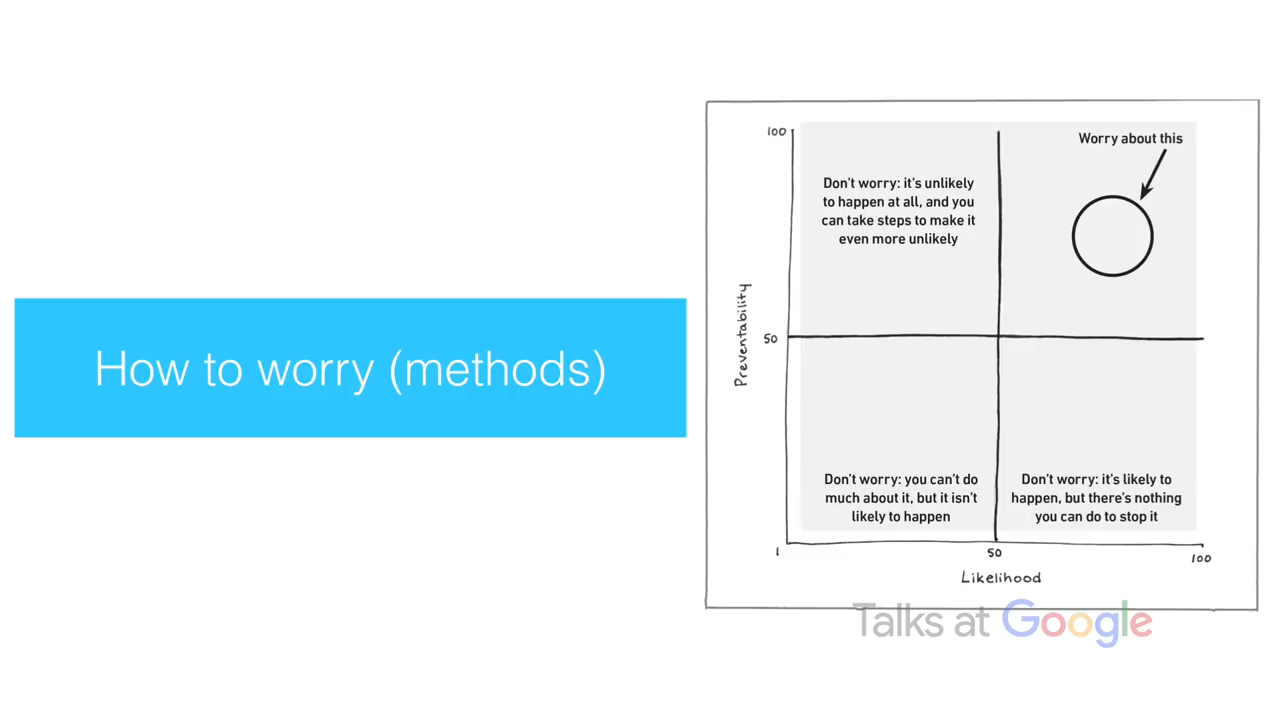 How to worry (methods)
100
Worry about this
Don't worry: it's unlikely
to happen at all, and you
can take steps to make it
even more unlikely
Preventability
50
Don't worry: you can't do
much about it, but it isn't
likely to happen
Don't worry: it's likely to
happen, but there's nothing
you can do to stop it
1
50
100
Likelihood
Talks at Google